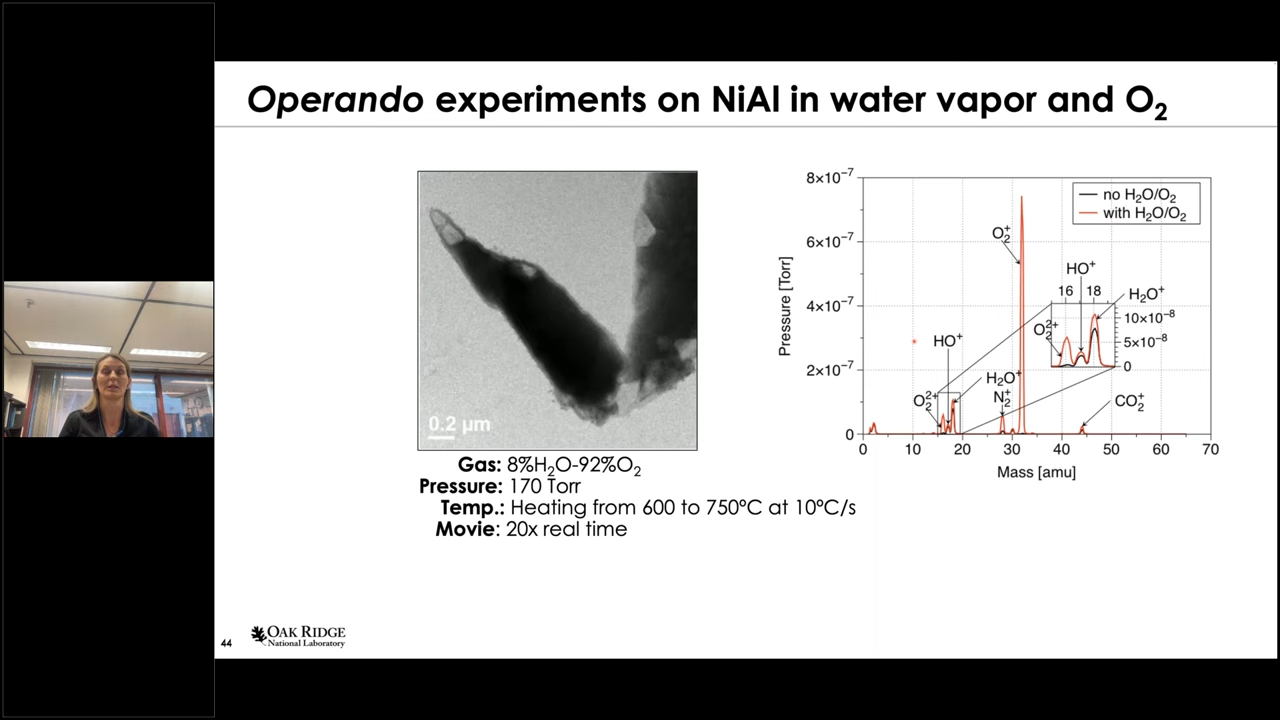 Operando experiments on NiAl in water vapor and O₂
0.2 μm
Gas: 8%H₂O-92%O₂
Pressure: 170 Torr
Temp.: Heating from 600 to 750°C at 10°C/s
Movie: 20x real time
8×10⁻⁷
6×10⁻⁷
4×10⁻⁷
2×10⁻⁷
0
Pressure [Torr]
no H₂O/O₂
with H₂O/O₂
O₂⁺
HO⁺
16 18
H₂O⁺
O₂²⁺
10×10⁻⁸
5×10⁻⁸
0
HO⁺
H₂O⁺
O₂²⁺
N₂⁺
CO₂⁺
0 10 20 30 40 50 60 70
Mass [amu]
44
OAK RIDGE
National Laboratory